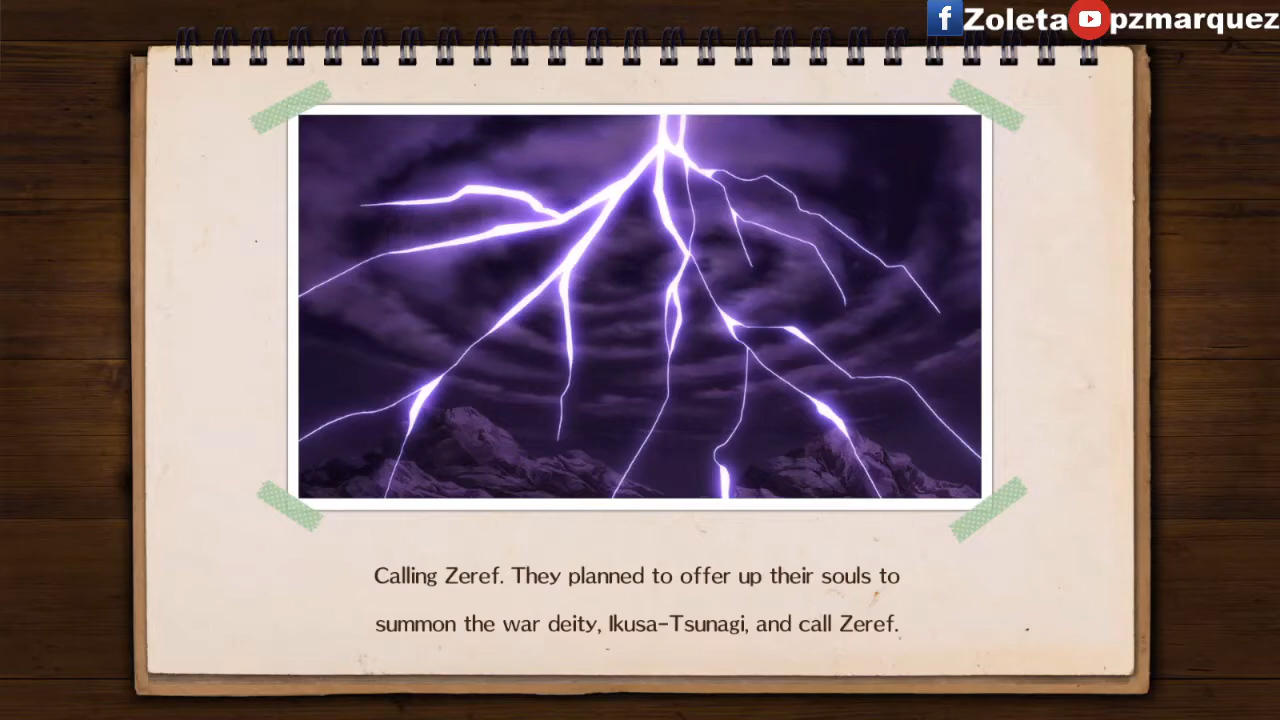 Zoleta pzmarquez
Calling Zeref. They planned to offer up their souls to
summon the war deity, Ikusa-Tsunagi, and call Zeref.